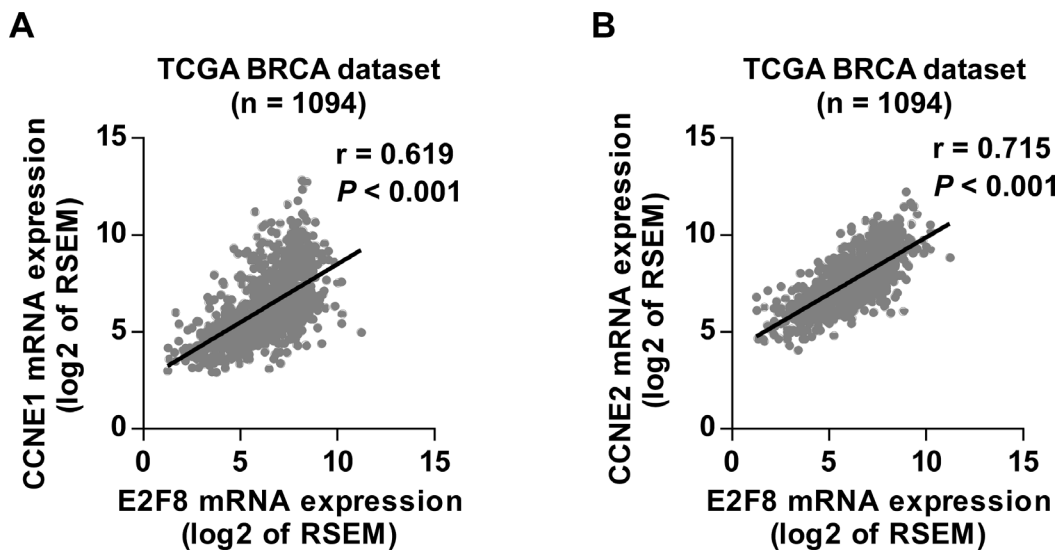 A
TCGA BRCA dataset
(n = 1094)
r = 0.619
P < 0.001
CCNE1 mRNA expression
(log2 of RSEM)
15
10
5
0
0 5 10 15
E2F8 mRNA expression
(log2 of RSEM)
B
TCGA BRCA dataset
(n = 1094)
r = 0.715
P < 0.001
CCNE2 mRNA expression
(log2 of RSEM)
15
10
5
0
0 5 10 15
E2F8 mRNA expression
(log2 of RSEM)